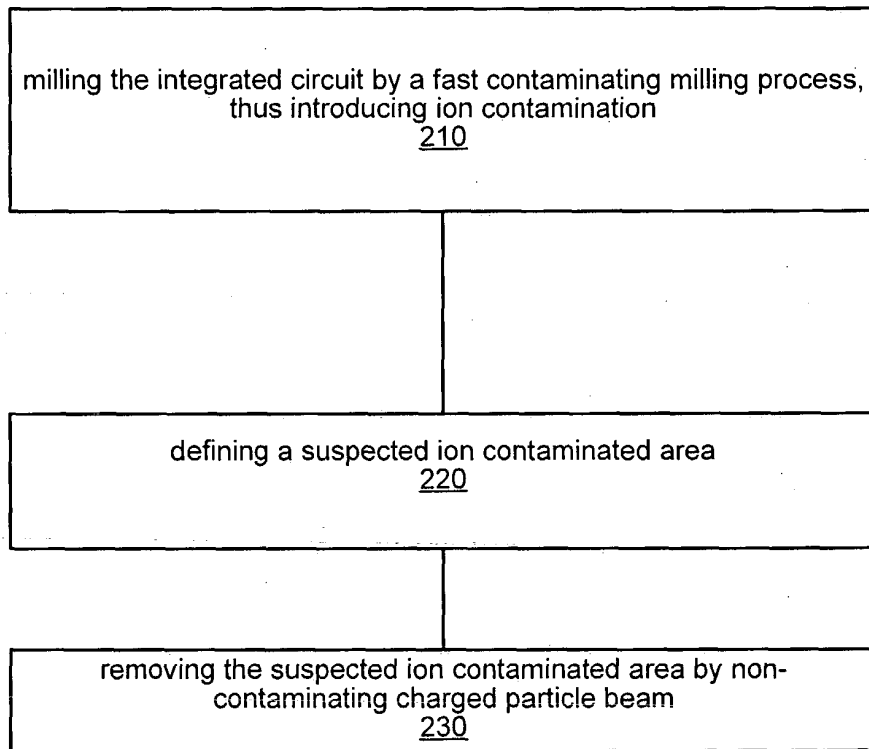 milling the integrated circuit by a fast contaminating milling process,
thus introducing ion contamination
210
defining a suspected ion contaminated area
220
removing the suspected ion contaminated area by non-
contaminating charged particle beam
230